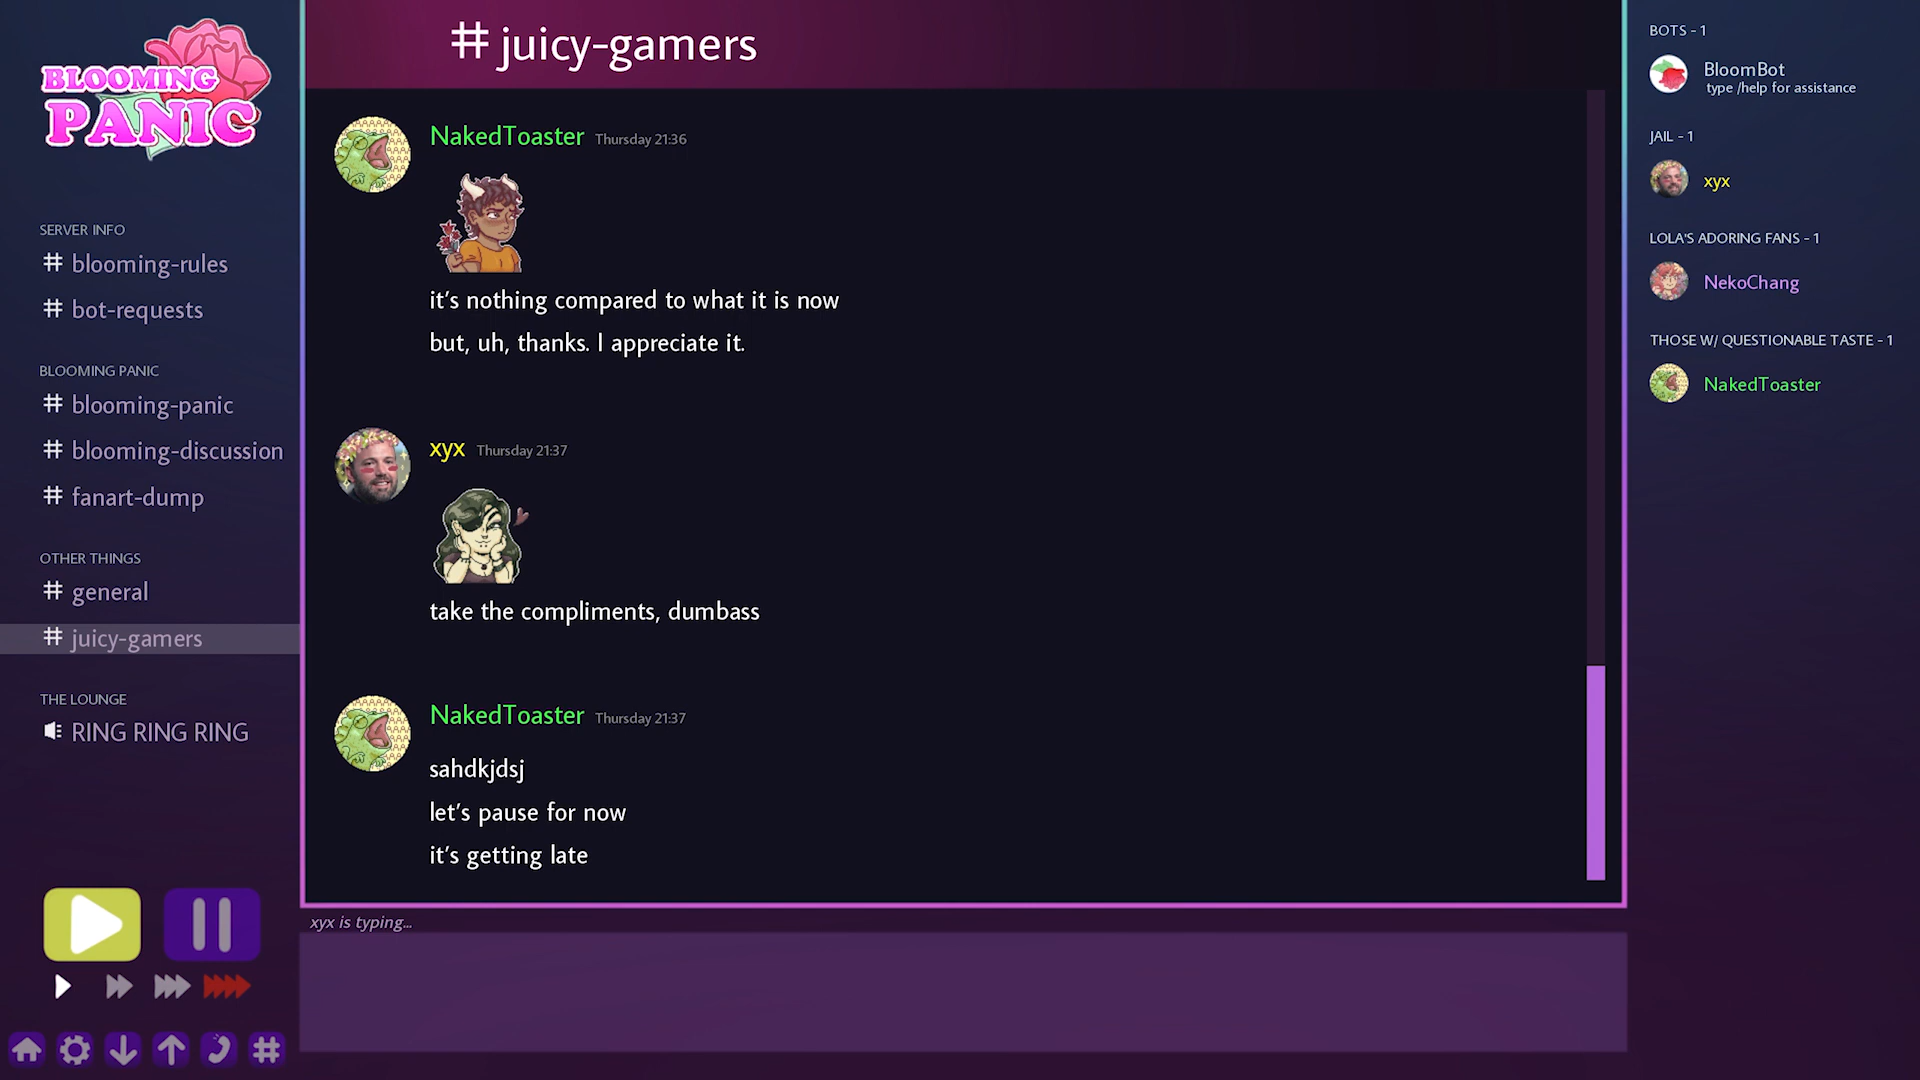 BLOOMING
PANIC
SERVER INFO
# blooming-rules
# bot-requests
BLOOMING PANIC
# blooming-panic
# blooming-discussion
# fanart-dump
OTHER THINGS
# general
# juicy-gamers
THE LOUNGE
RING RING RING
# juicy-gamers
NakedToaster Thursday 21:36
it's nothing compared to what it is now
but, uh, thanks. I appreciate it.
xyx Thursday 21:37
take the compliments, dumbass
NakedToaster Thursday 21:37
sahdkjdsj
let's pause for now
it's getting late
xyx is typing...
BOTS - 1
BloomBot
type /help for assistance
JAIL - 1
xyx
LOLA'S ADORING FANS - 1
NekoChang
THOSE W/ QUESTIONABLE TASTE - 1
NakedToaster